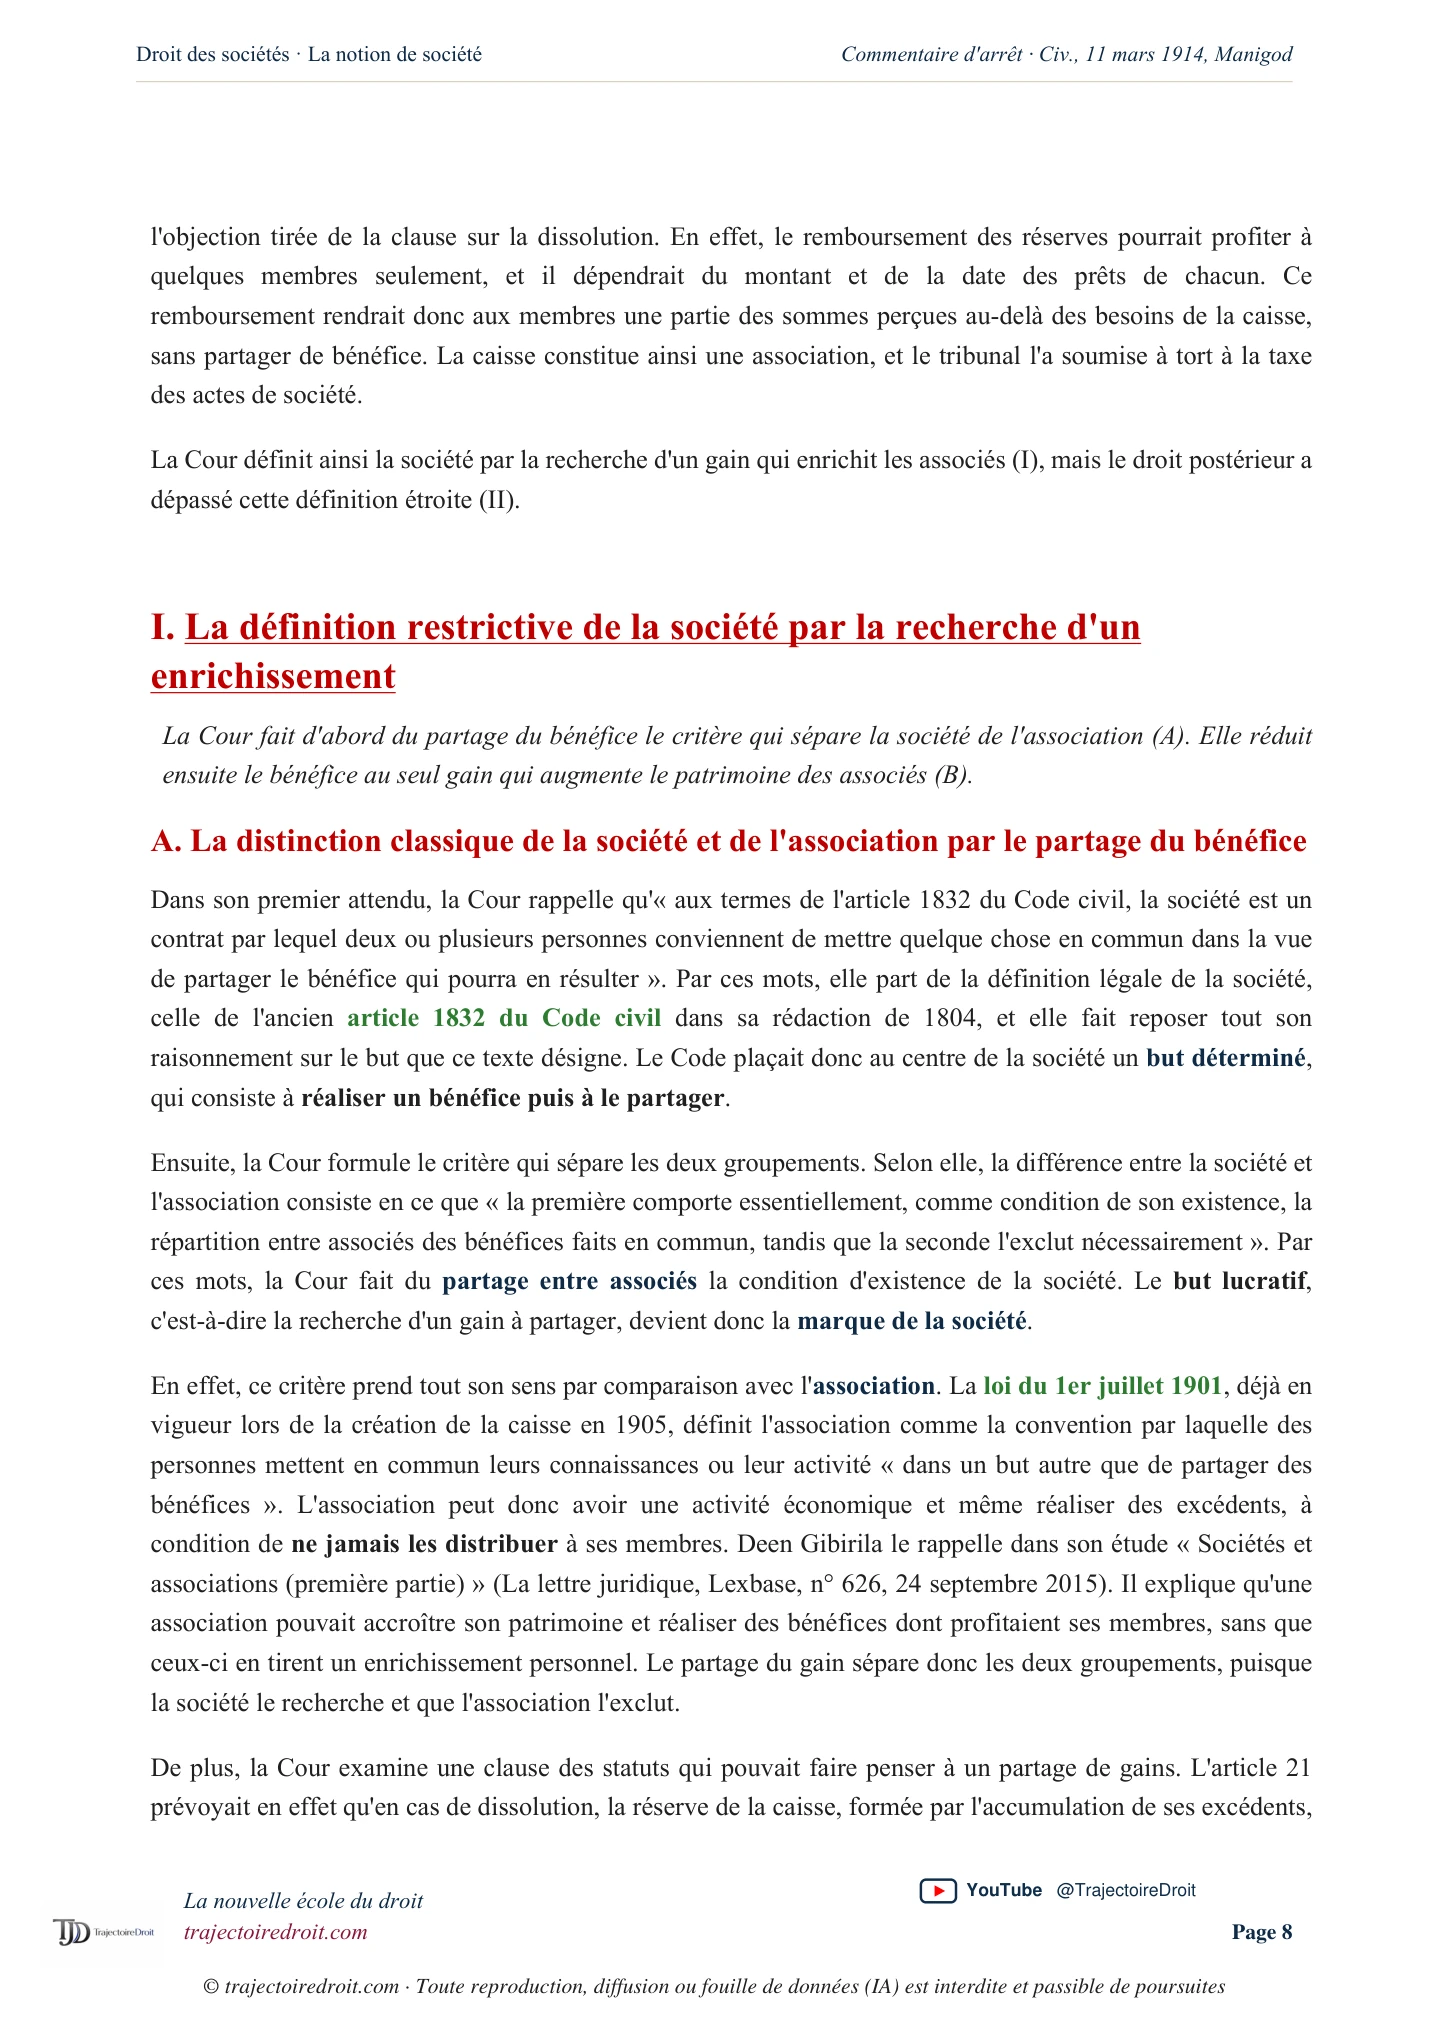 Droit des sociétés · La notion de société
Commentaire d'arrêt · Civ., 11 mars 1914, Manigod
l'objection tirée de la clause sur la dissolution. En effet, le remboursement des réserves pourrait profiter à
quelques membres seulement, et il dépendrait du montant et de la date des prêts de chacun. Ce
remboursement rendrait donc aux membres une partie des sommes perçues au-delà des besoins de la caisse,
sans partager de bénéfice. La caisse constitue ainsi une association, et le tribunal l'a soumise à tort à la taxe
des actes de société.
La Cour définit ainsi la société par la recherche d'un gain qui enrichit les associés (I), mais le droit postérieur a
dépassé cette définition étroite (II).
I. La définition restrictive de la société par la recherche d'un
enrichissement
La Cour fait d'abord du partage du bénéfice le critère qui sépare la société de l'association (A). Elle réduit
ensuite le bénéfice au seul gain qui augmente le patrimoine des associés (B).
A. La distinction classique de la société et de l'association par le partage du bénéfice
Dans son premier attendu, la Cour rappelle qu'« aux termes de l'article 1832 du Code civil, la société est un
contrat par lequel deux ou plusieurs personnes conviennent de mettre quelque chose en commun dans la vue
de partager le bénéfice qui pourra en résulter ». Par ces mots, elle part de la définition légale de la société,
celle de l'ancien article 1832 du Code civil dans sa rédaction de 1804, et elle fait reposer tout son
raisonnement sur le but que ce texte désigne. Le Code plaçait donc au centre de la société un but déterminé,
qui consiste à réaliser un bénéfice puis à le partager.
Ensuite, la Cour formule le critère qui sépare les deux groupements. Selon elle, la différence entre la société et
l'association consiste en ce que « la première comporte essentiellement, comme condition de son existence, la
répartition entre associés des bénéfices faits en commun, tandis que la seconde l'exclut nécessairement ». Par
ces mots, la Cour fait du partage entre associés la condition d'existence de la société. Le but lucratif,
c'est-à-dire la recherche d'un gain à partager, devient donc la marque de la société.
En effet, ce critère prend tout son sens par comparaison avec l'association. La loi du 1er juillet 1901, déjà en
vigueur lors de la création de la caisse en 1905, définit l'association comme la convention par laquelle des
personnes mettent en commun leurs connaissances ou leur activité « dans un but autre que de partager des
bénéfices ». L'association peut donc avoir une activité économique et même réaliser des excédents, à
condition de ne jamais les distribuer à ses membres. Deen Gibirila le rappelle dans son étude « Sociétés et
associations (première partie) » (La lettre juridique, Lexbase, n° 626, 24 septembre 2015). Il explique qu'une
association pouvait accroître son patrimoine et réaliser des bénéfices dont profitaient ses membres, sans que
ceux-ci en tirent un enrichissement personnel. Le partage du gain sépare donc les deux groupements, puisque
la société le recherche et que l'association l'exclut.
De plus, la Cour examine une clause des statuts qui pouvait faire penser à un partage de gains. L'article 21
prévoyait en effet qu'en cas de dissolution, la réserve de la caisse, formée par l'accumulation de ses excédents,
La nouvelle école du droit
YouTube @TrajectoireDroit
TJD TrajectoireDroit
trajectoiredroit.com
Page 8
© trajectoiredroit.com · Toute reproduction, diffusion ou fouille de données (IA) est interdite et passible de poursuites